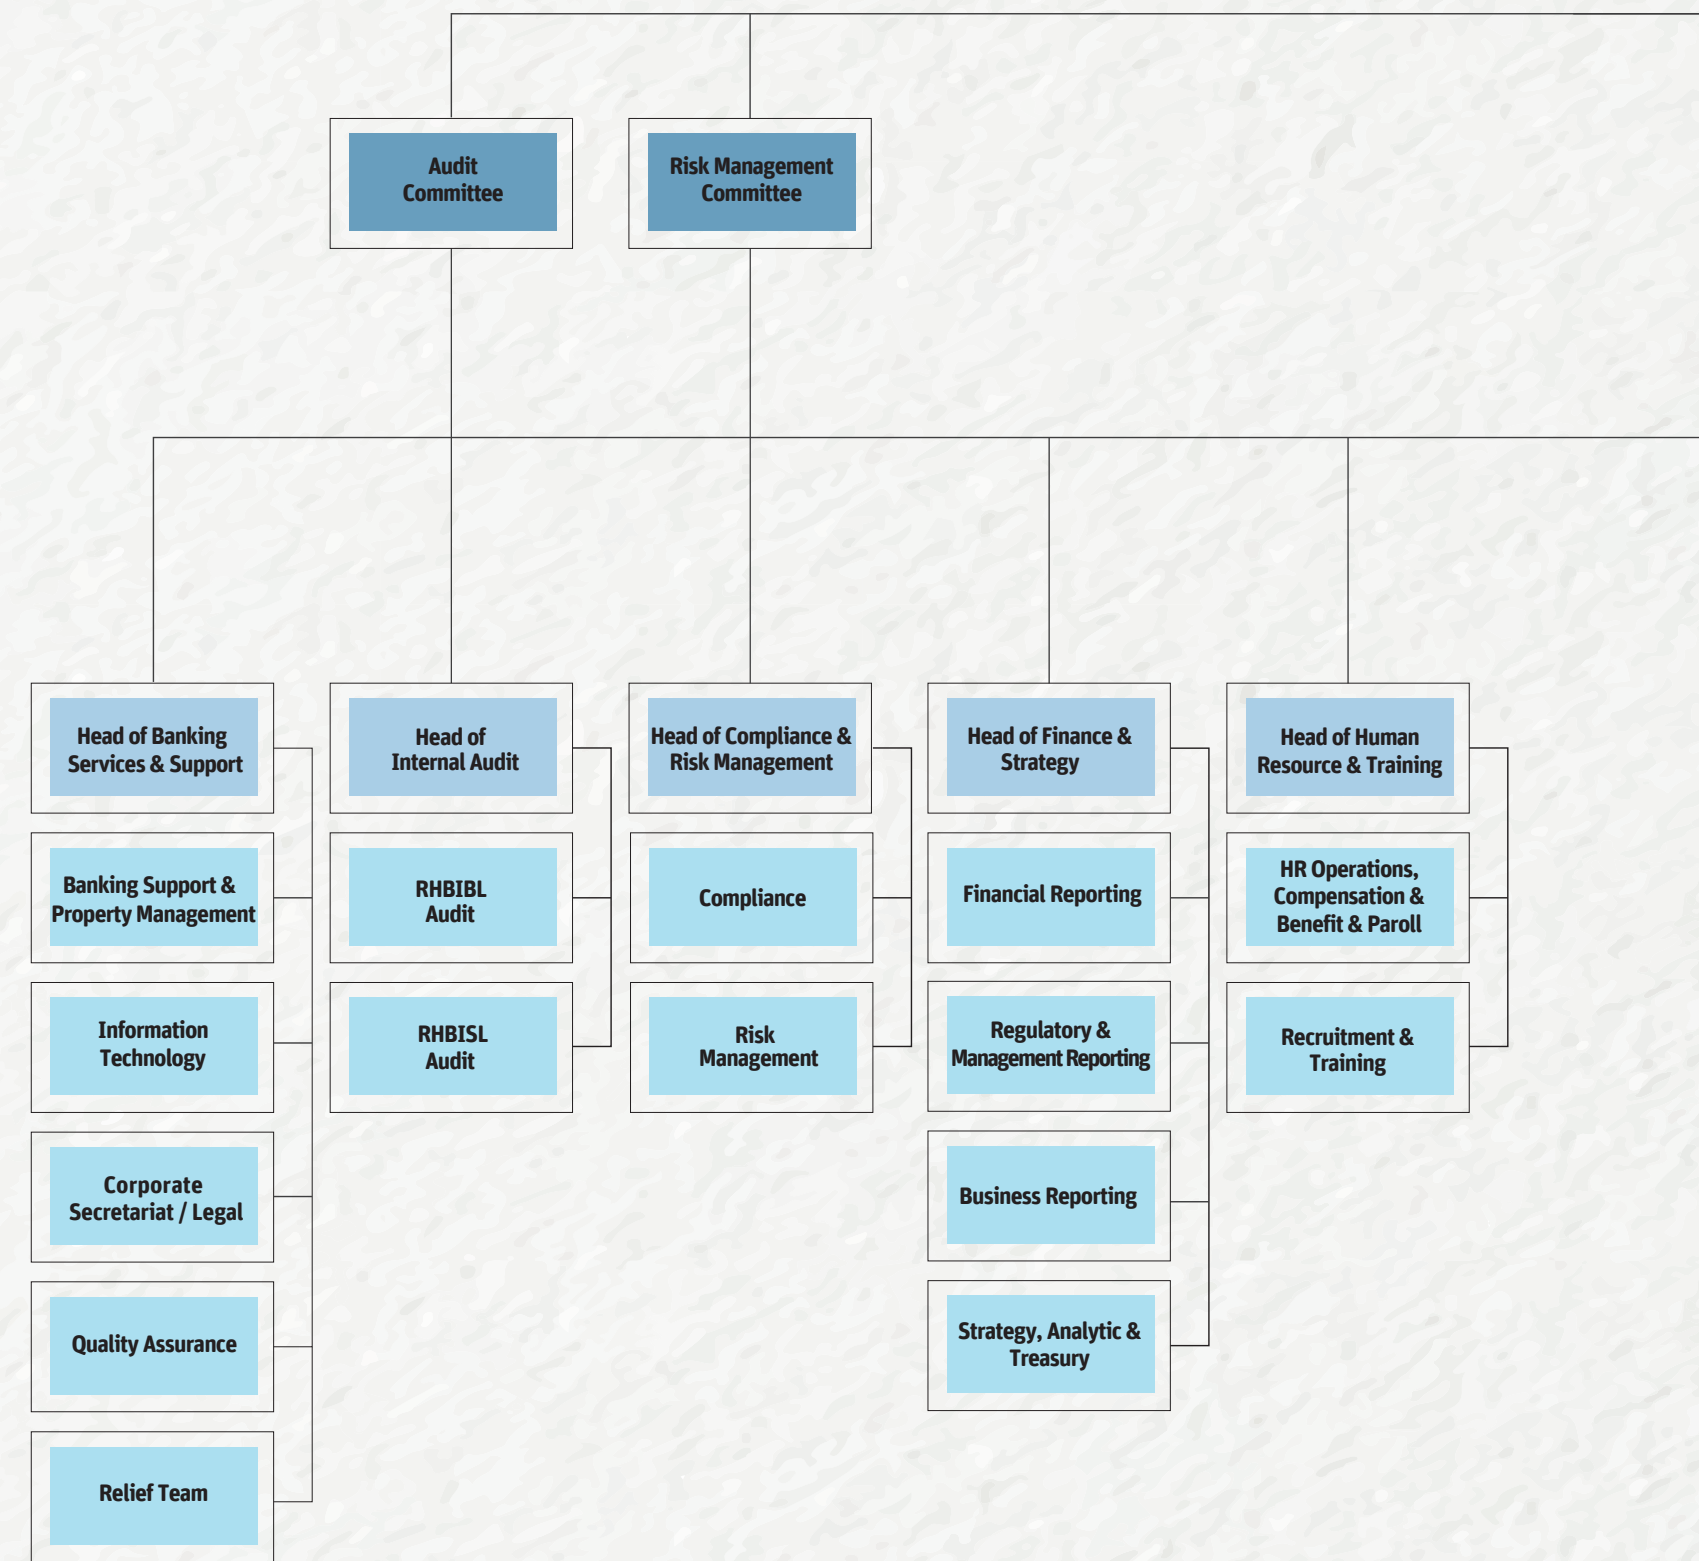 Audit
Committee
Risk Management
Committee
Head of Banking
Services & Support
Banking Support &
Property Management
Information
Technology
Corporate
Secretariat / Legal
Quality Assurance
Relief Team
Head of
Internal Audit
RHBIBL
Audit
RHBISL
Audit
Head of Compliance &
Risk Management
Compliance
Risk
Management
Head of Finance &
Strategy
Financial Reporting
Regulatory &
Management Reporting
Business Reporting
Strategy, Analytic &
Treasury
Head of Human
Resource & Training
HR Operations,
Compensation &
Benefit & Paroll
Recruitment &
Training